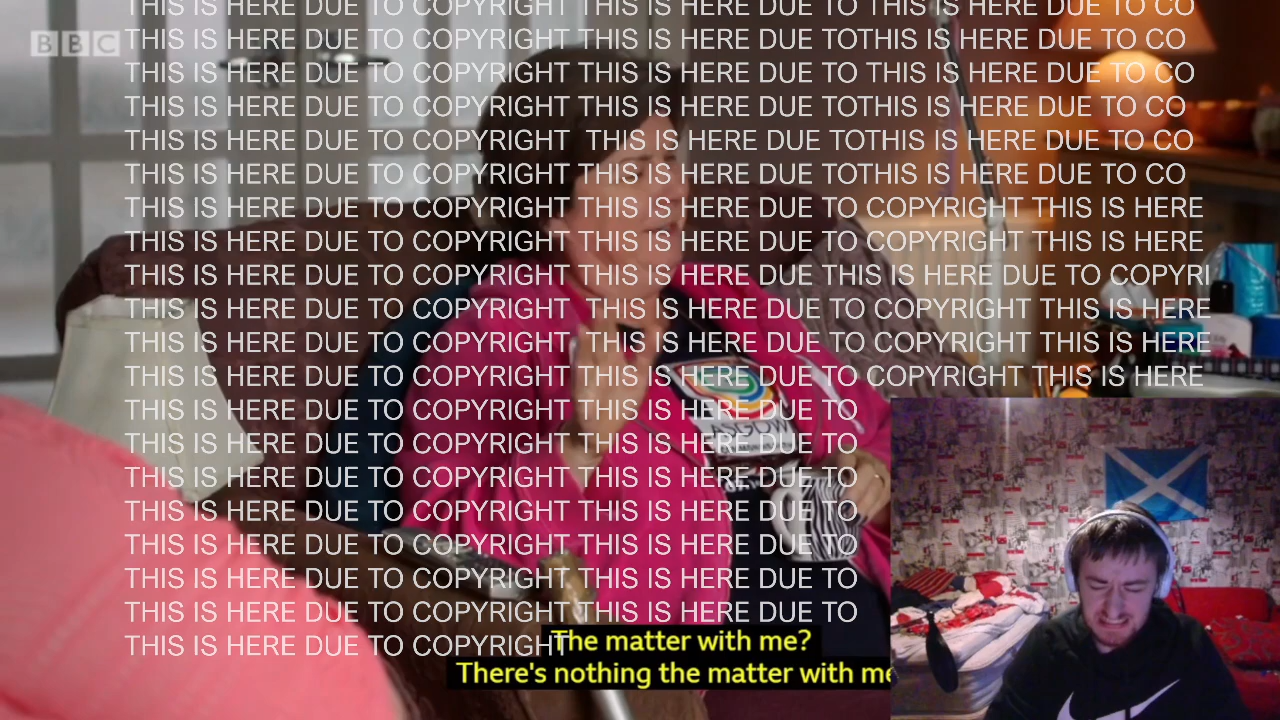 THIS IS HERE DUE TO COPYRIGHT THIS IS HERE DUE TO THIS IS HERE DUE TO CO
BBC
THIS IS HERE DUE TO COPYRIGHT THIS IS HERE DUE TOTHIS IS HERE DUE TO CO
THIS IS HERE DUE TO COPYRIGHT THIS IS HERE DUE TO THIS IS HERE DUE TO CO
THIS IS HERE DUE TO COPYRIGHT THIS IS HERE DUE TOTHIS IS HERE DUE TO CO
THIS IS HERE DUE TO COPYRIGHT THIS IS HERE DUE TOTHIS IS HERE DUE TO CO
THIS IS HERE DUE TO COPYRIGHT THIS IS HERE DUE TOTHIS IS HERE DUE TO CO
THIS IS HERE DUE TO COPYRIGHT THIS IS HERE DUE TO COPYRIGHT THIS IS HERE
THIS IS HERE DUE TO COPYRIGHT THIS IS HERE DUE TO COPYRIGHT THIS IS HERE
THIS IS HERE DUE TO COPYRIGHT THIS IS HERE DUE THIS IS HERE DUE TO COPYRI
THIS IS HERE DUE TO COPYRIGHT THIS IS HERE DUE TO COPYRIGHT THIS IS HERE
THIS IS HERE DUE TO COPYRIGHT THIS IS HERE DUE TO COPYRIGHT THIS IS HERE
THIS IS HERE DUE TO COPYRIGHT THIS IS HERE DUE TO COPYRIGHT THIS IS HERE
THIS IS HERE DUE TO COPYRIGHT THIS IS HERE DUE TO
THIS IS HERE DUE TO COPYRIGHT THIS IS HERE DUE TO
THIS IS HERE DUE TO COPYRIGHT THIS IS HERE DUE TO
THIS IS HERE DUE TO COPYRIGHT THIS IS HERE DUE TO
THIS IS HERE DUE TO COPYRIGHT THIS IS HERE DUE TO
THIS IS HERE DUE TO COPYRIGHT THIS IS HERE DUE TO
THIS IS HERE DUE TO COPYRIGHT THIS IS HERE DUE TO
THIS IS HERE DUE TO COPYRIGHT
The matter with me?
There's nothing the matter with me